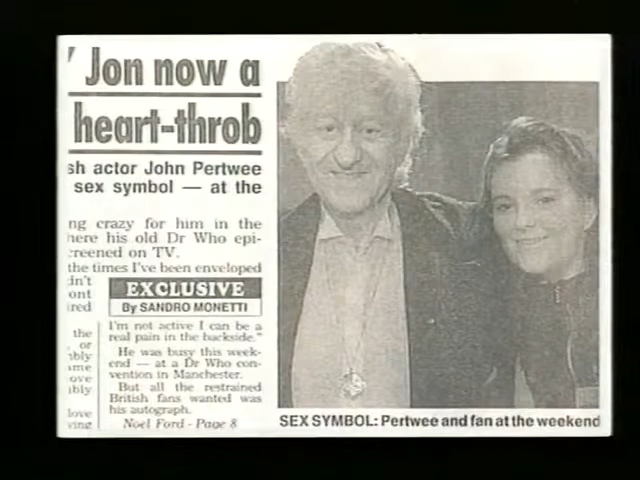 ' Jon now a
heart-throb
sh actor John Pertwee
sex symbol — at the
ng crazy for him in the
here his old Dr Who epi-
reened on TV.
the times I've been enveloped
dn't
ont
red
EXCLUSIVE
By SANDRO MONETTI
the
or
ibly
ime
ove
ibly
love
ving
I'm not active I can be a
real pain in the backside."
He was busy this week-
end — at a Dr Who con-
vention in Manchester.
But all the restrained
British fans wanted was
his autograph.
Noel Ford - Page 8
SEX SYMBOL: Pertwee and fan at the weekend